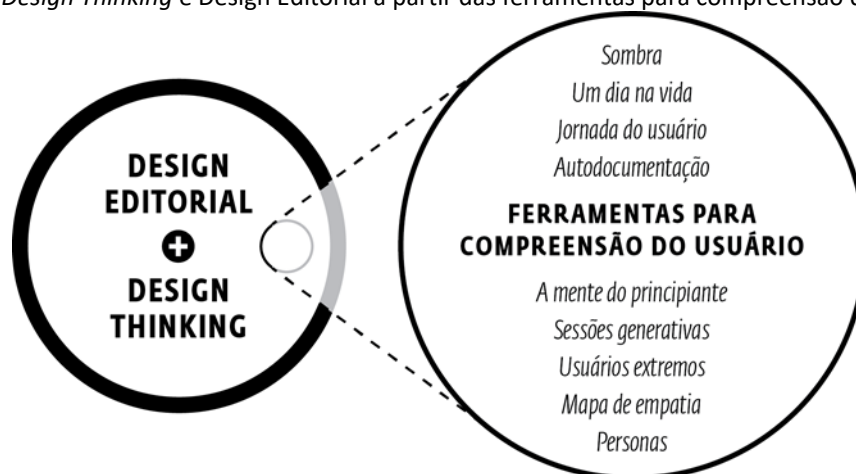 Design Thinking e Design Editorial a partir das ferramentas para compreensão
DESIGN
EDITORIAL
DESIGN
THINKING
Sombra
Um dia na vida
Jornada do usuário
Autodocumentação
FERRAMENTAS PARA
COMPREENSÃO DO USUÁRIO
A mente do principiante
Sessões generativas
Usuários extremos
Mapa de empatia
Personas